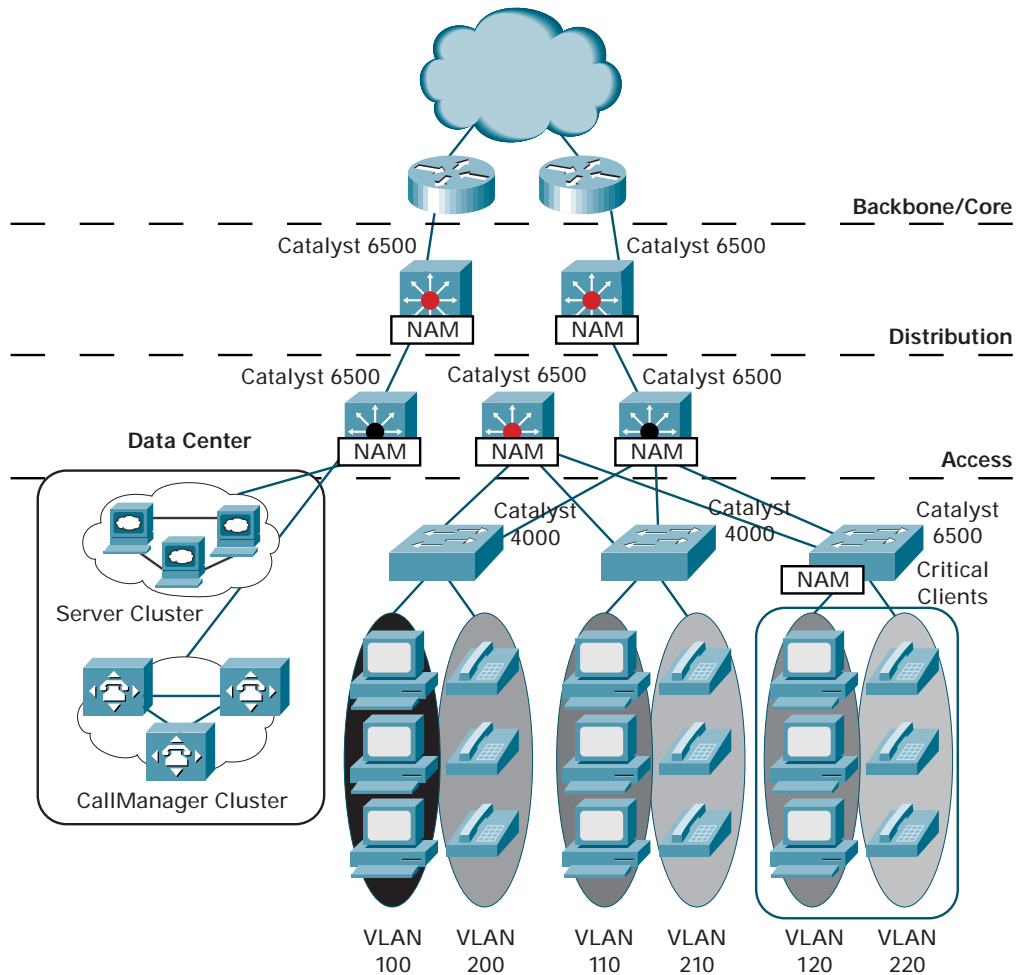 Backbone/Core
Catalyst 6500
Catalyst 6500
NAM
NAM
Distribution
Catalyst 6500
Catalyst 6500
Catalyst 6500
Data Center
NAM
NAM
NAM
Access
Catalyst
4000
Catalyst
4000
Catalyst
6500
Critical
Clients
NAM
Server Cluster
CallManager Cluster
VLAN
100
VLAN
200
VLAN
110
VLAN
210
VLAN
120
VLAN
220